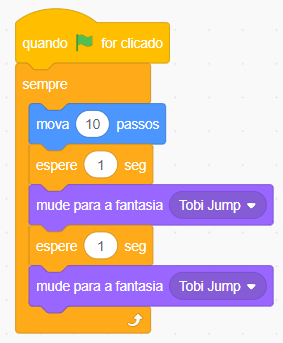 quando for clicado
sempre
mova 10 passos
espere 1 seg
mude para a fantasia Tobi Jump
espere 1 seg
mude para a fantasia Tobi Jump